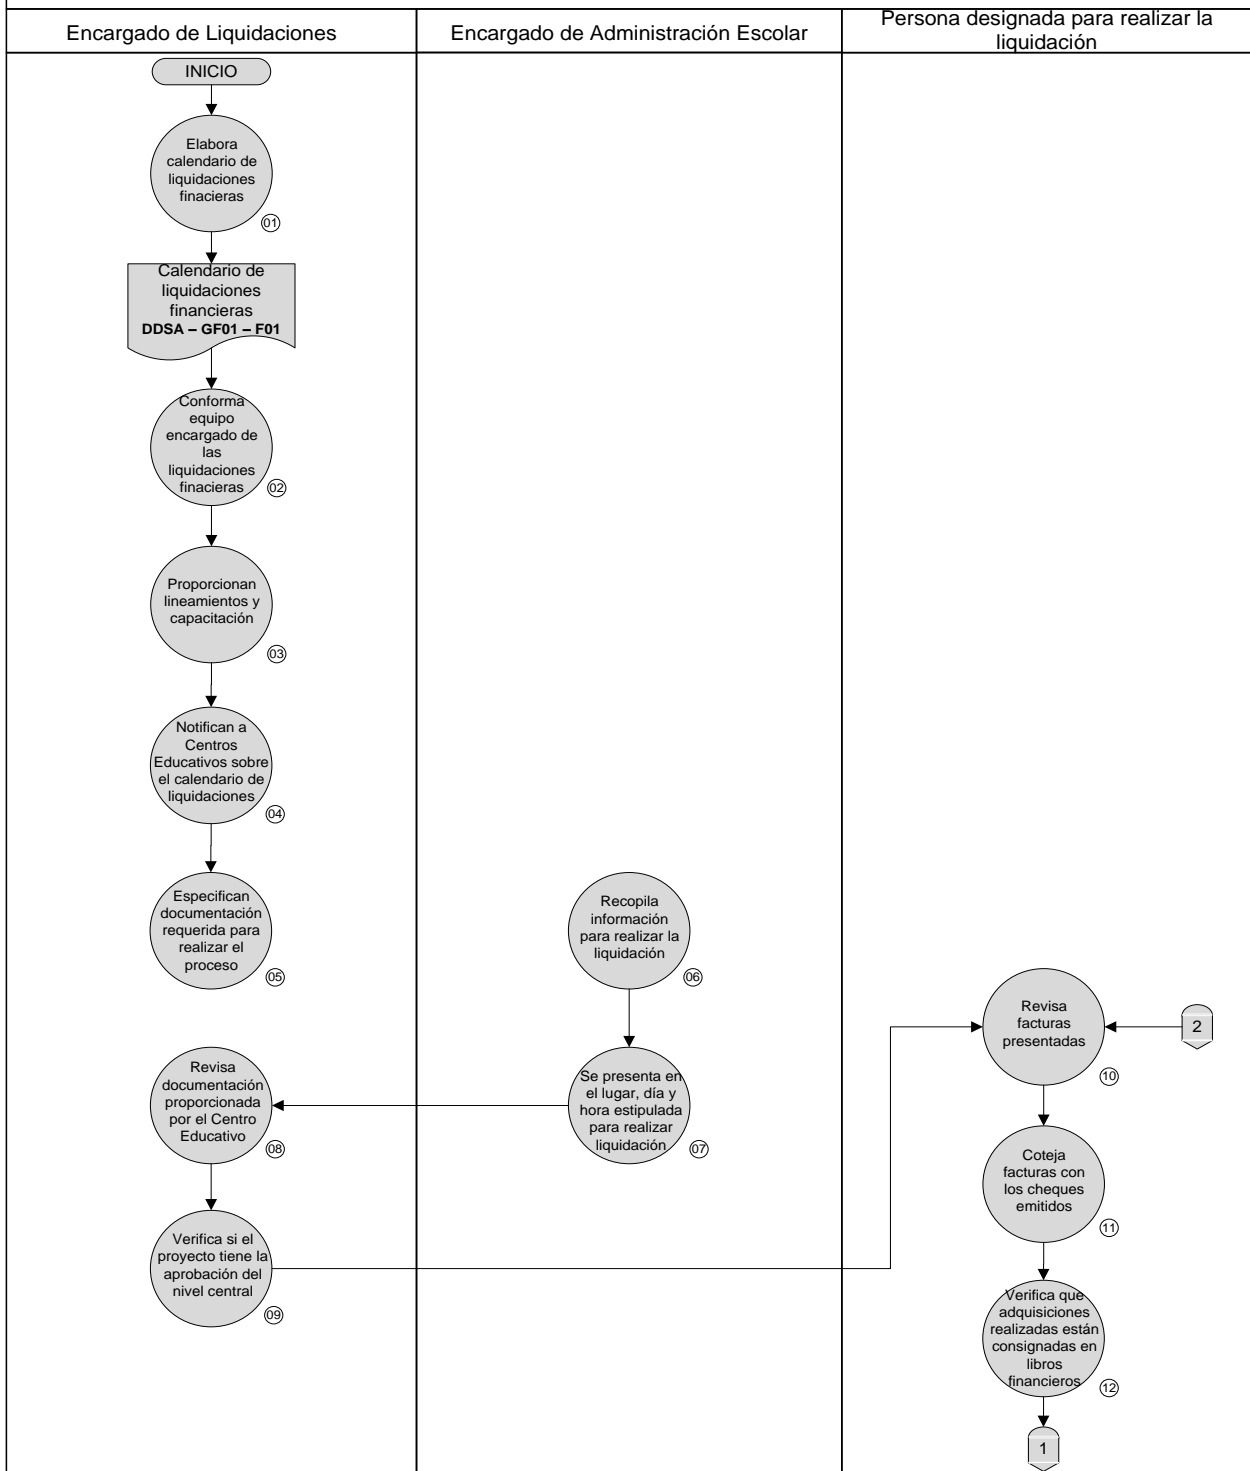 Encargado de Liquidaciones
Encargado de Administración Escolar
Persona designada para realizar la
liquidación
INICIO
Elabora
calendario de
liquidaciones
finacieras
01
Calendario de
liquidaciones
financieras
DDSA – GF01 – F01
Conforma
equipo
encargado de
las
liquidaciones
finacieras
02
Proporcionan
lineamientos y
capacitación
03
Notifican a
Centros
Educativos sobre
el calendario de
liquidaciones
04
Especifican
documentación
requerida para
realizar el
proceso
05
Recopila
información
para realizar la
liquidación
06
Se presenta en
el lugar, día y
hora estipulada
para realizar
liquidación
07
Revisa
documentación
proporcionada
por el Centro
Educativo
08
Verifica si el
proyecto tiene la
aprobación del
nivel central
09
Revisa
facturas
presentadas
10
2
Coteja
facturas con
los cheques
emitidos
11
Verifica que
adquisiciones
realizadas están
consignadas en
libros
financieros
12
1